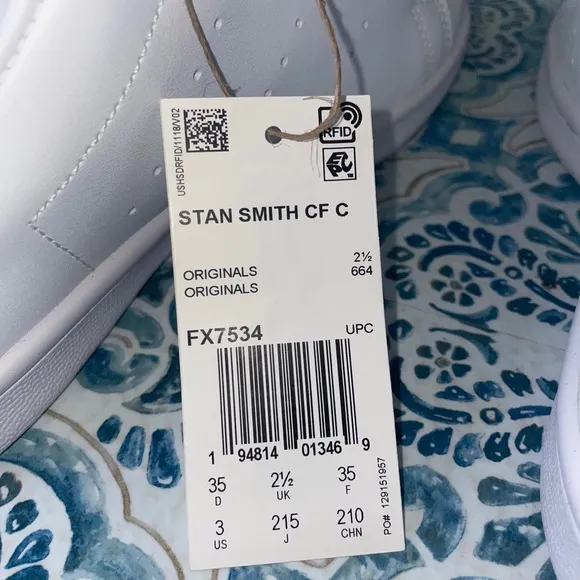 USHSDRFID/1118/V02
RFID
STAN SMITH CF C
2½
ORIGINALS 664
ORIGINALS
FX7534 UPC
1 94814 01346 9
35 2½ 35
D UK F
3 215 210
US J CHN
PO# 129151957